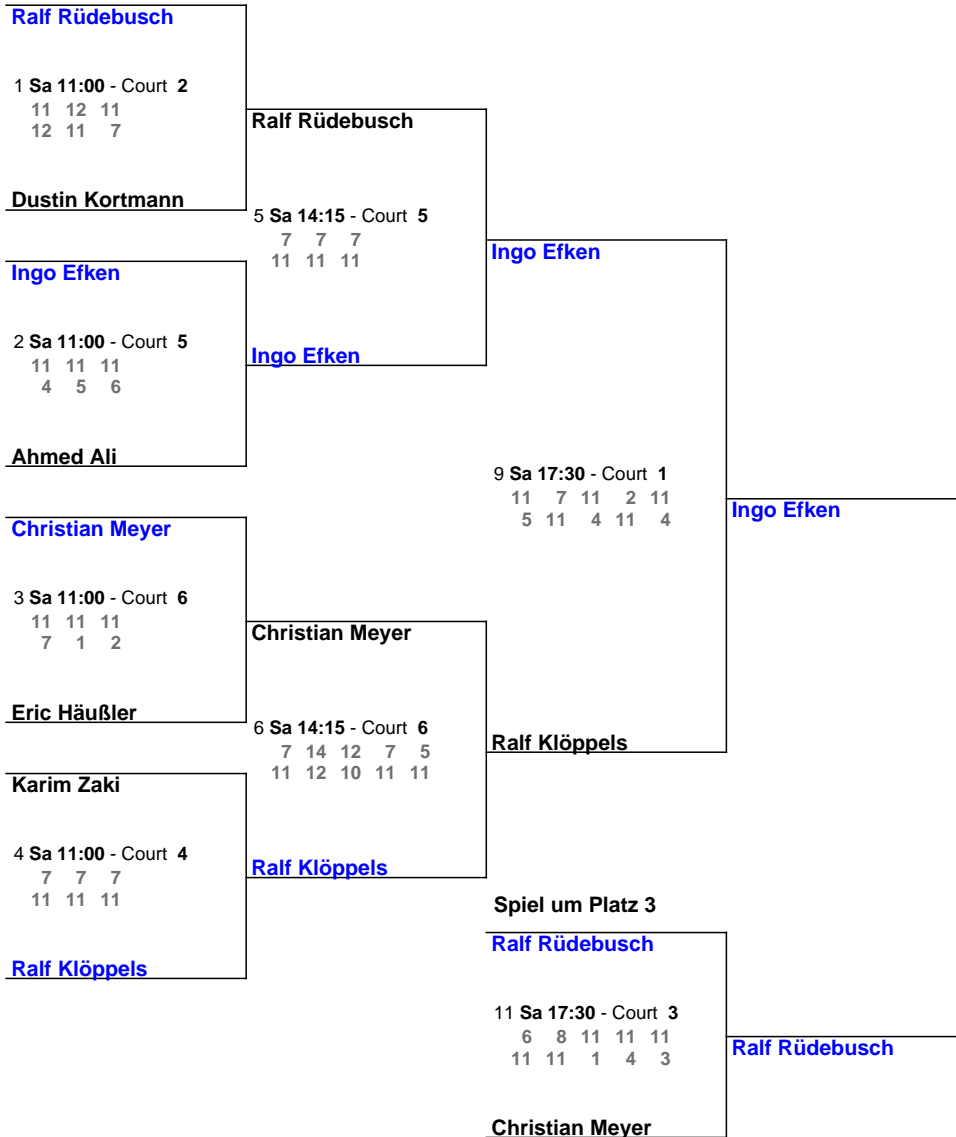 Ralf Rüdebusch
1 Sa 11:00 - Court 2
11 12 11
12 11 7
Dustin Kortmann
Ingo Efken
2 Sa 11:00 - Court 5
11 11 11
4 5 6
Ahmed Ali
Christian Meyer
3 Sa 11:00 - Court 6
11 11 11
7 1 2
Eric Häußler
Karim Zaki
4 Sa 11:00 - Court 4
7 7 7
11 11 11
Ralf Klöppels
Ralf Rüdebusch
5 Sa 14:15 - Court 5
7 7 7
11 11 11
Ingo Efken
Christian Meyer
6 Sa 14:15 - Court 6
7 14 12 7 5
11 12 10 11 11
Ralf Klöppels
Ingo Efken
9 Sa 17:30 - Court 1
11 7 11 2 11
5 11 4 11 4
Ralf Klöppels
Ingo Efken
Spiel um Platz 3
Ralf Rüdebusch
11 Sa 17:30 - Court 3
6 8 11 11 11
11 11 1 4 3
Christian Meyer
Ralf Rüdebusch